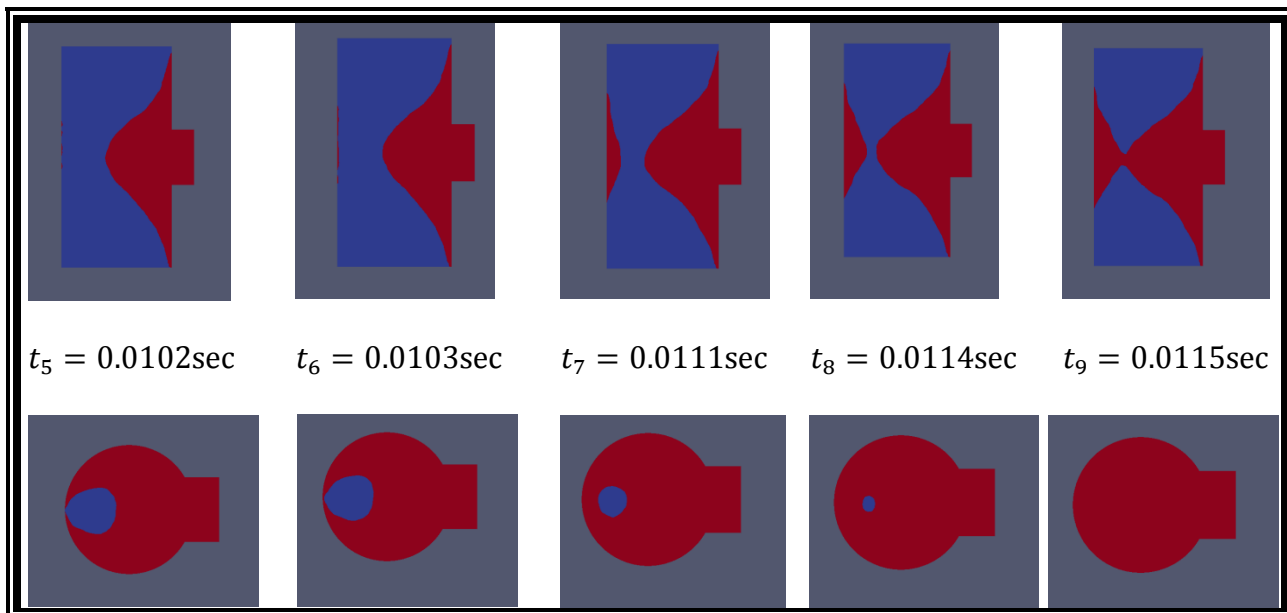 t₅ = 0.0102sec t₆ = 0.0103sec t₇ = 0.0111sec t₈ = 0.0114sec t₉ = 0.0115sec